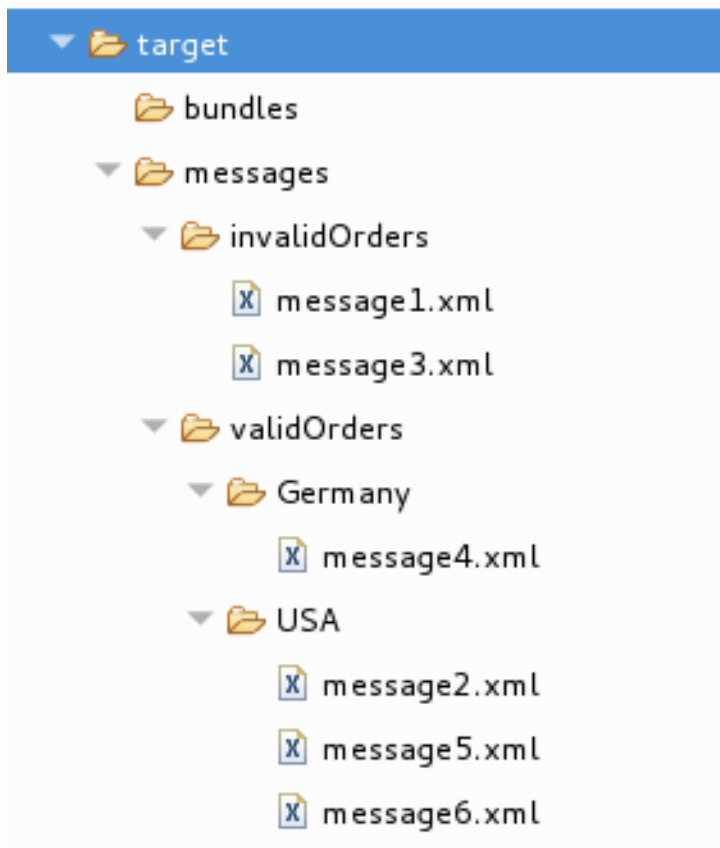 target
bundles
messages
invalidOrders
message1.xml
message3.xml
validOrders
Germany
message4.xml
USA
message2.xml
message5.xml
message6.xml